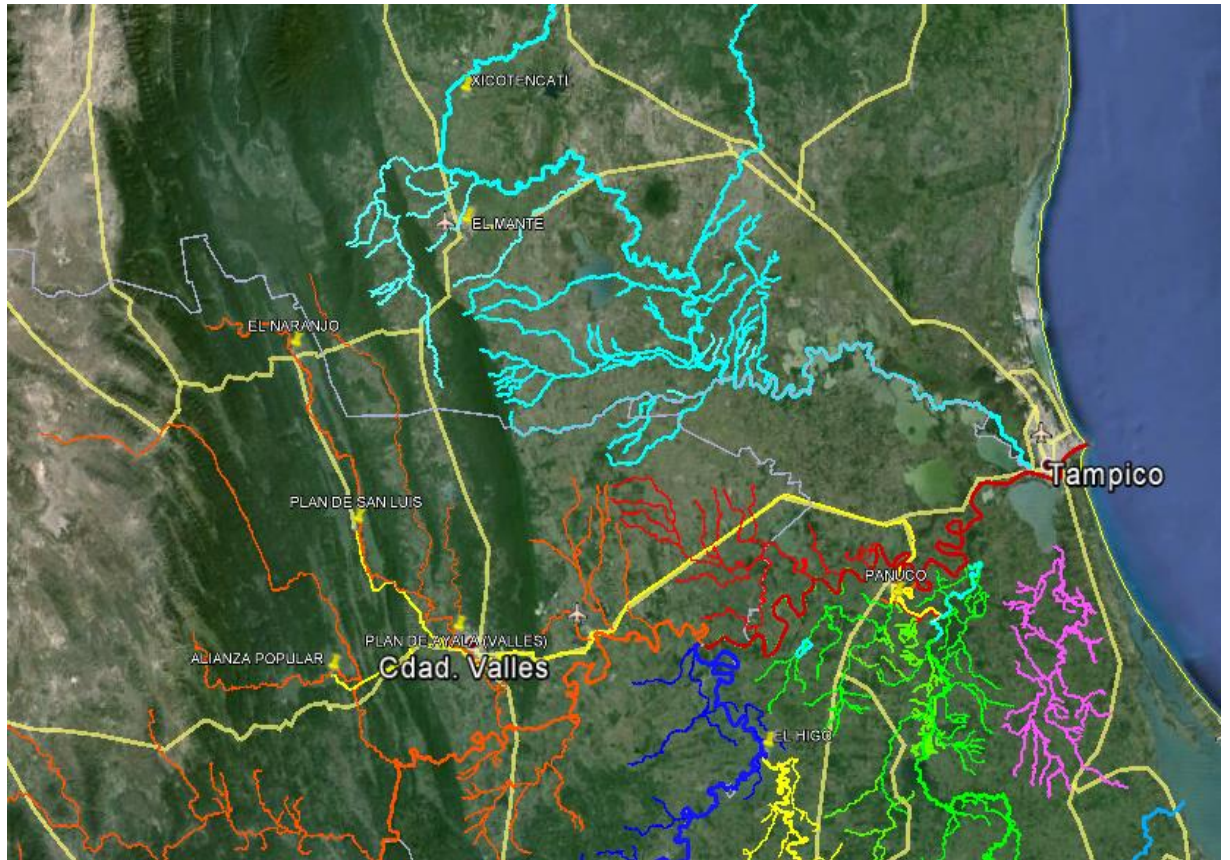 XICOTENCATL
EL MANTE
EL NARANJO
PLAN DE SAN LUIS
Tampico
PANUCO
PLAN DE AYALA (VALLES)
ALIANZA POPULAR
Cdad. Valles
EL HIGO